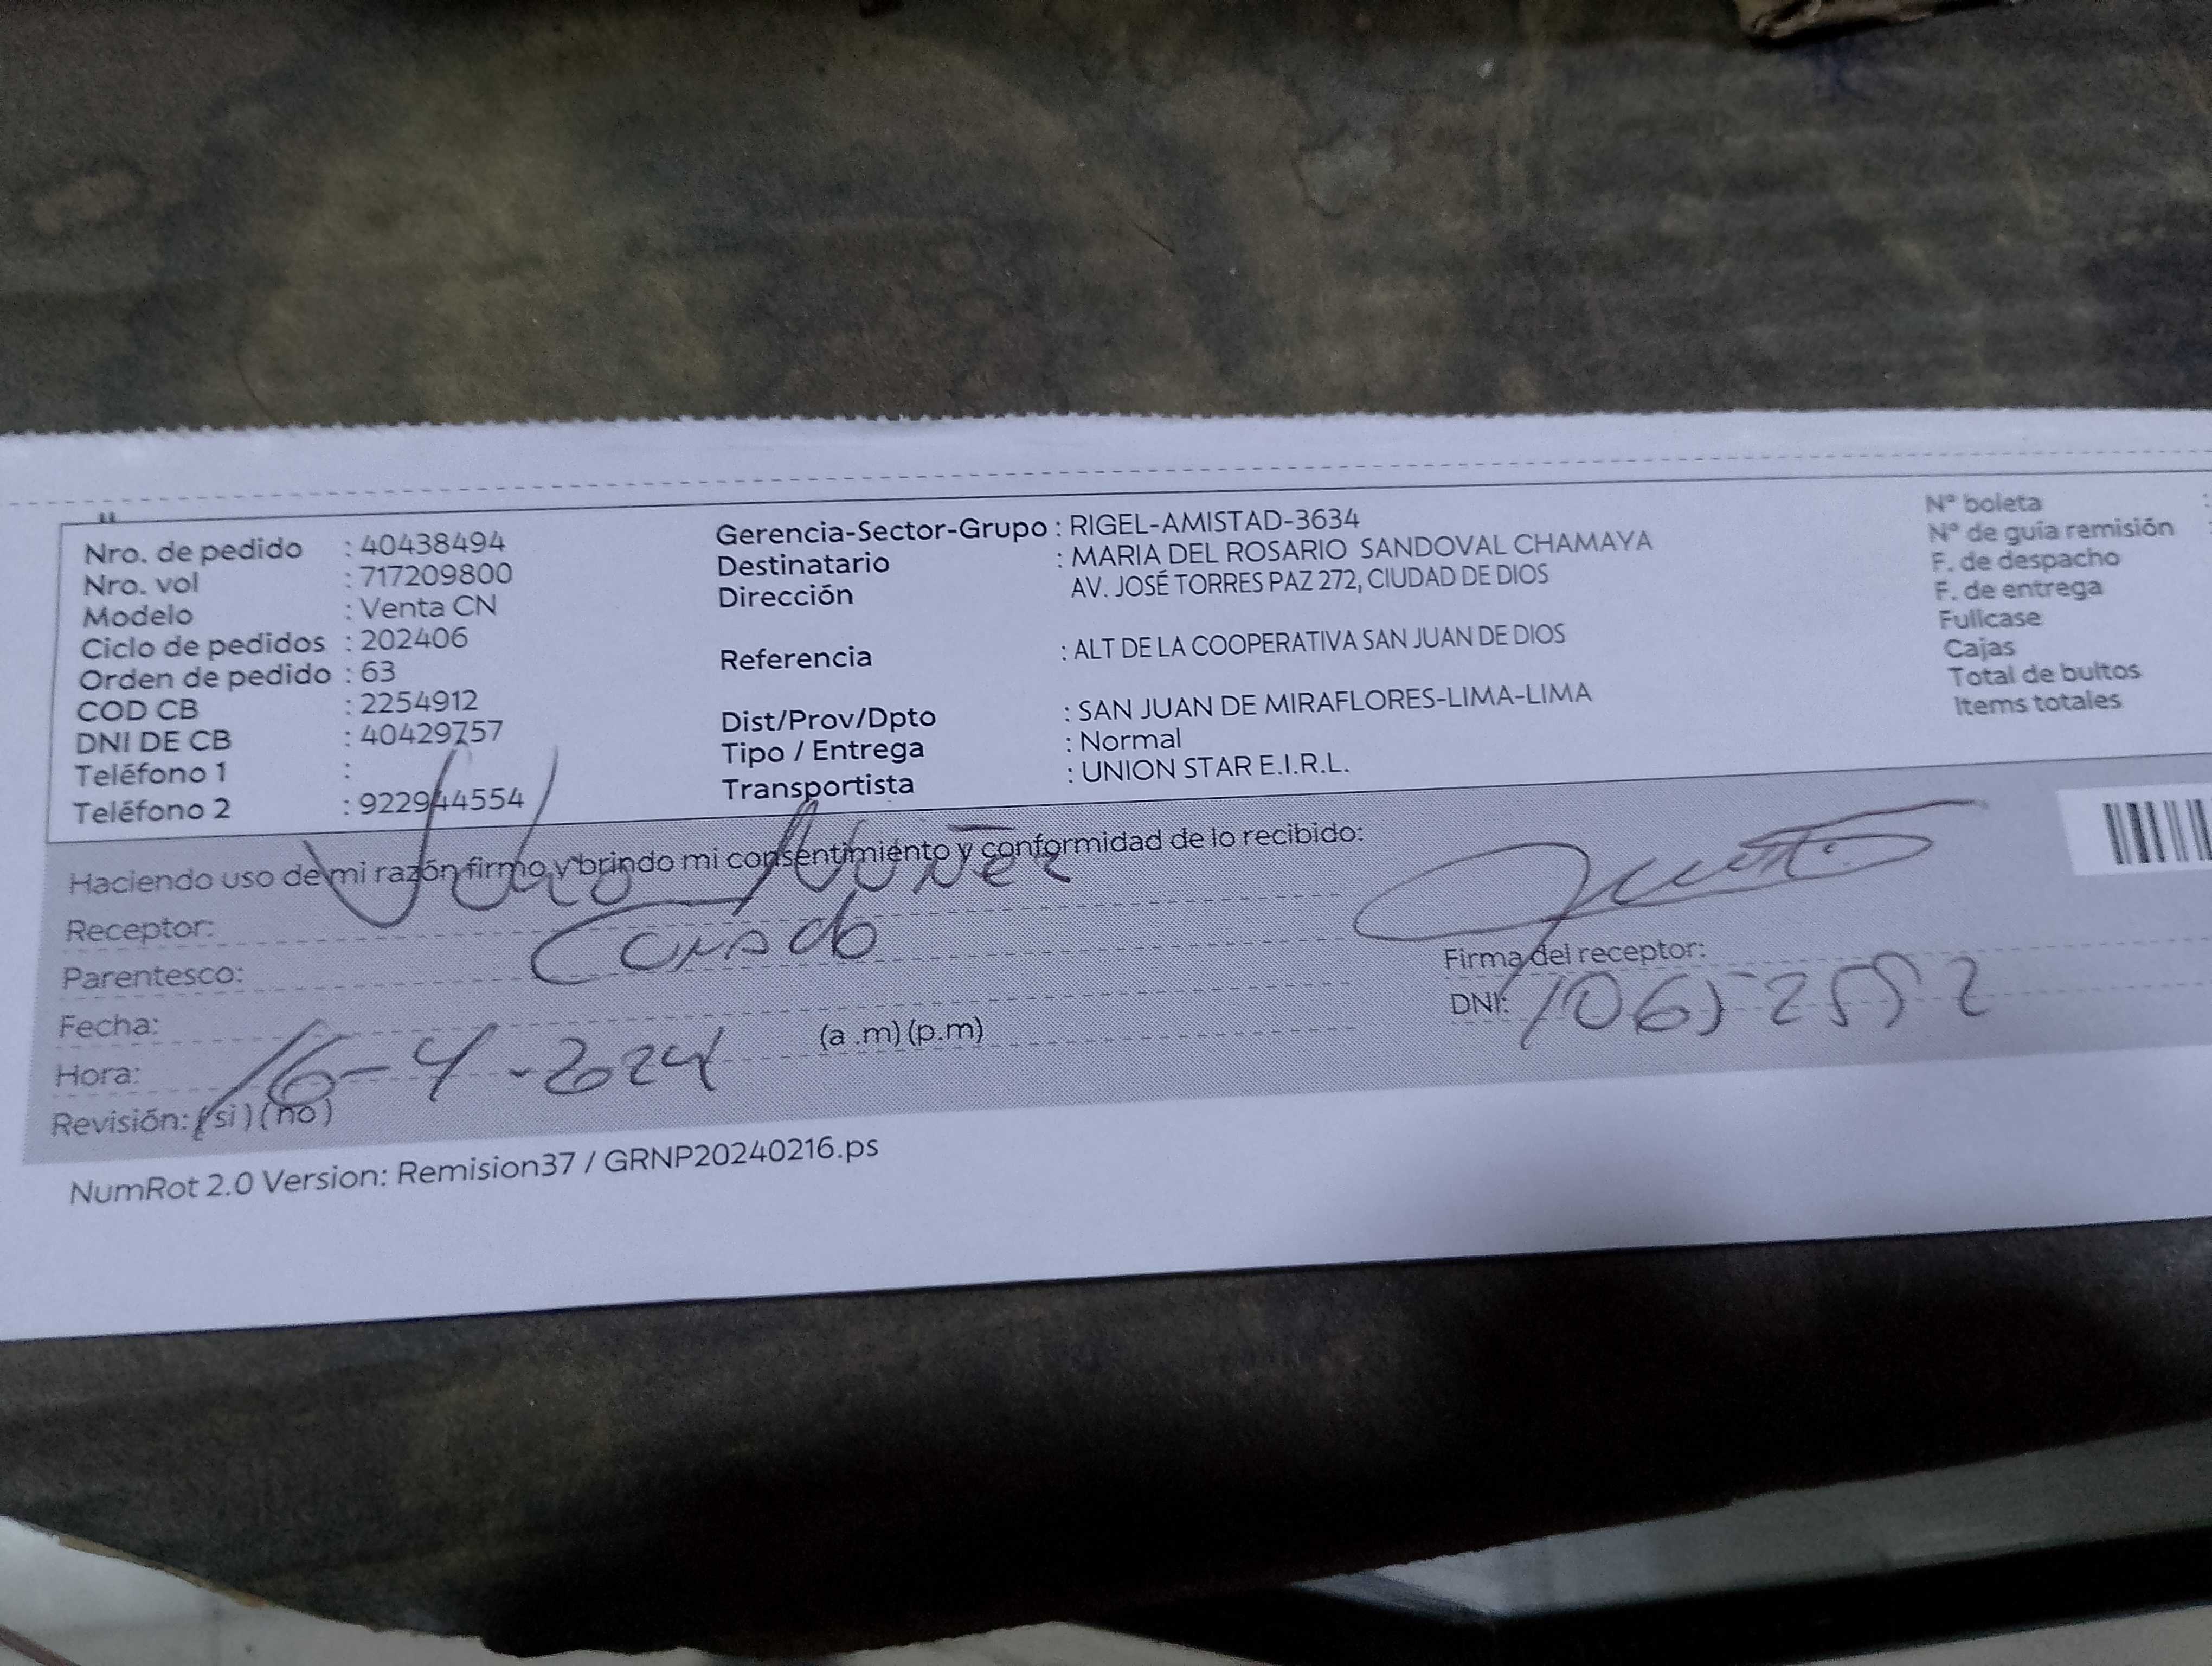 Nro. de pedido : 40438494
Nro. vol : 717209800
Modelo : Venta CN
Ciclo de pedidos : 202406
Orden de pedido : 63
COD CB : 2254912
DNI DE CB : 40429757
Teléfono 1 :
Teléfono 2 : 922944554
Gerencia-Sector-Grupo : RIGEL-AMISTAD-3634
Destinatario : MARIA DEL ROSARIO SANDOVAL CHAMAYA
Dirección AV. JOSÉ TORRES PAZ 272, CIUDAD DE DIOS
Referencia : ALT DE LA COOPERATIVA SAN JUAN DE DIOS
Dist/Prov/Dpto : SAN JUAN DE MIRAFLORES-LIMA-LIMA
Tipo / Entrega : Normal
Transportista : UNION STAR E.I.R.L.
N° boleta :
N° de guía remisión
F. de despacho
F. de entrega
Fullcase
Cajas
Total de bultos
Items totales
Haciendo uso de mi razón firmo y brindo mi consentimiento y conformidad de lo recibido:
Julio Nuñez
Receptor:
Parentesco:
Fecha:
Hora: 16-4-2024 (a .m) (p.m)
Revisión: (si) (no)
Firma del receptor:
DNI: 10652552
NumRot 2.0 Version: Remision37 / GRNP20240216.ps